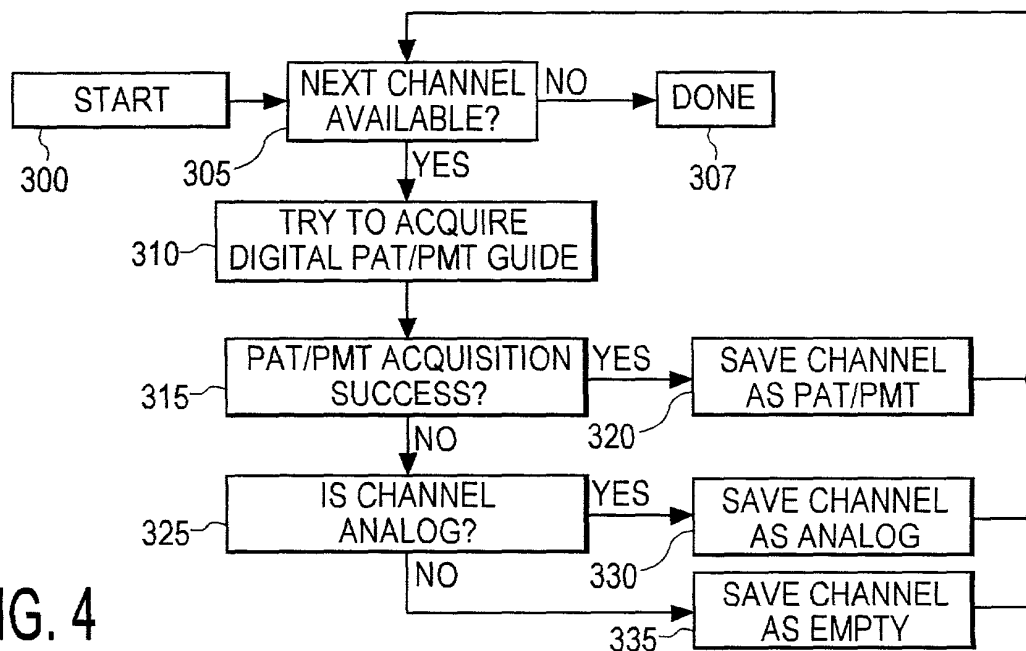 START
NEXT CHANNEL
AVAILABLE?
NO
DONE
300
305
YES
307
TRY TO ACQUIRE
DIGITAL PAT/PMT GUIDE
310
PAT/PMT ACQUISITION
SUCCESS?
YES
SAVE CHANNEL
AS PAT/PMT
315
320
NO
IS CHANNEL
ANALOG?
YES
SAVE CHANNEL
AS ANALOG
325
330
NO
SAVE CHANNEL
AS EMPTY
335
IG. 4